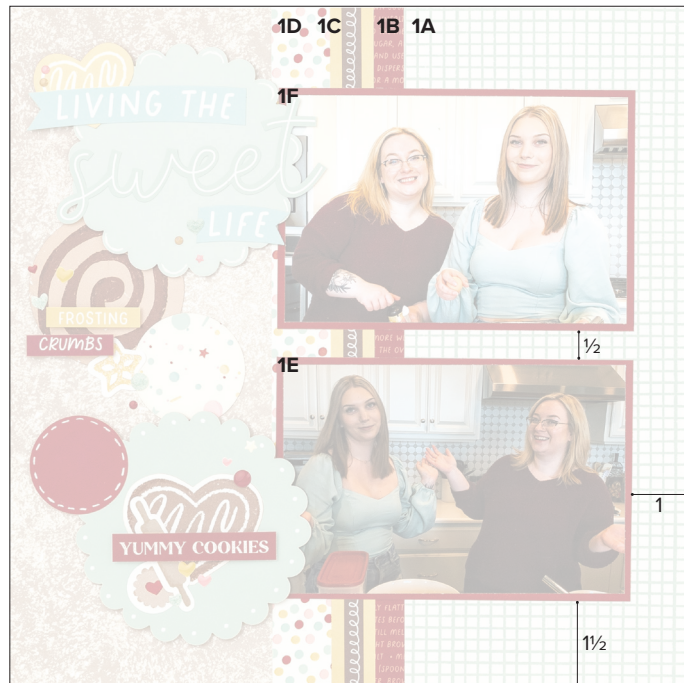 1D 1C 1B 1A
1F
LIVING THE
sweet
LIFE
FROSTING
CRUMBS
½
1E
1
YUMMY COOKIES
1½